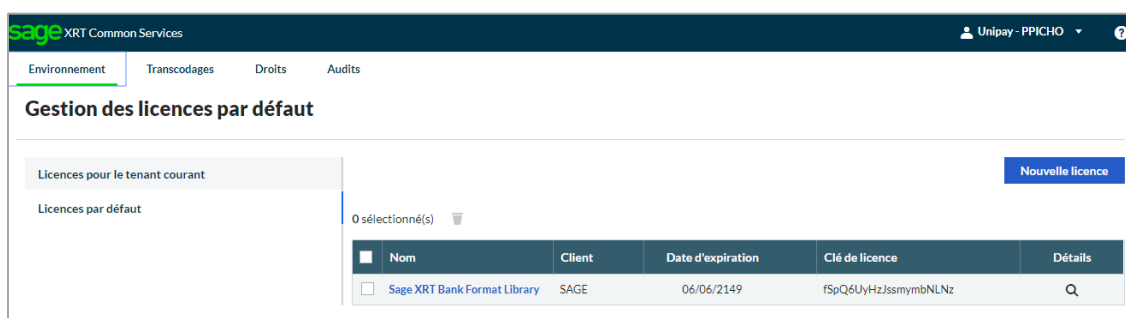 sage XRT Common Services
Unipay - PPICHO
?
Environnement Transcodages Droits Audits
Gestion des licences par défaut
Licences pour le tenant courant
Licences par défaut
Nouvelle licence
0 sélectionné(s)
Nom Client Date d'expiration Clé de licence Détails
Sage XRT Bank Format Library SAGE 06/06/2149 fSpQ6UyHzJssmymbNLNz